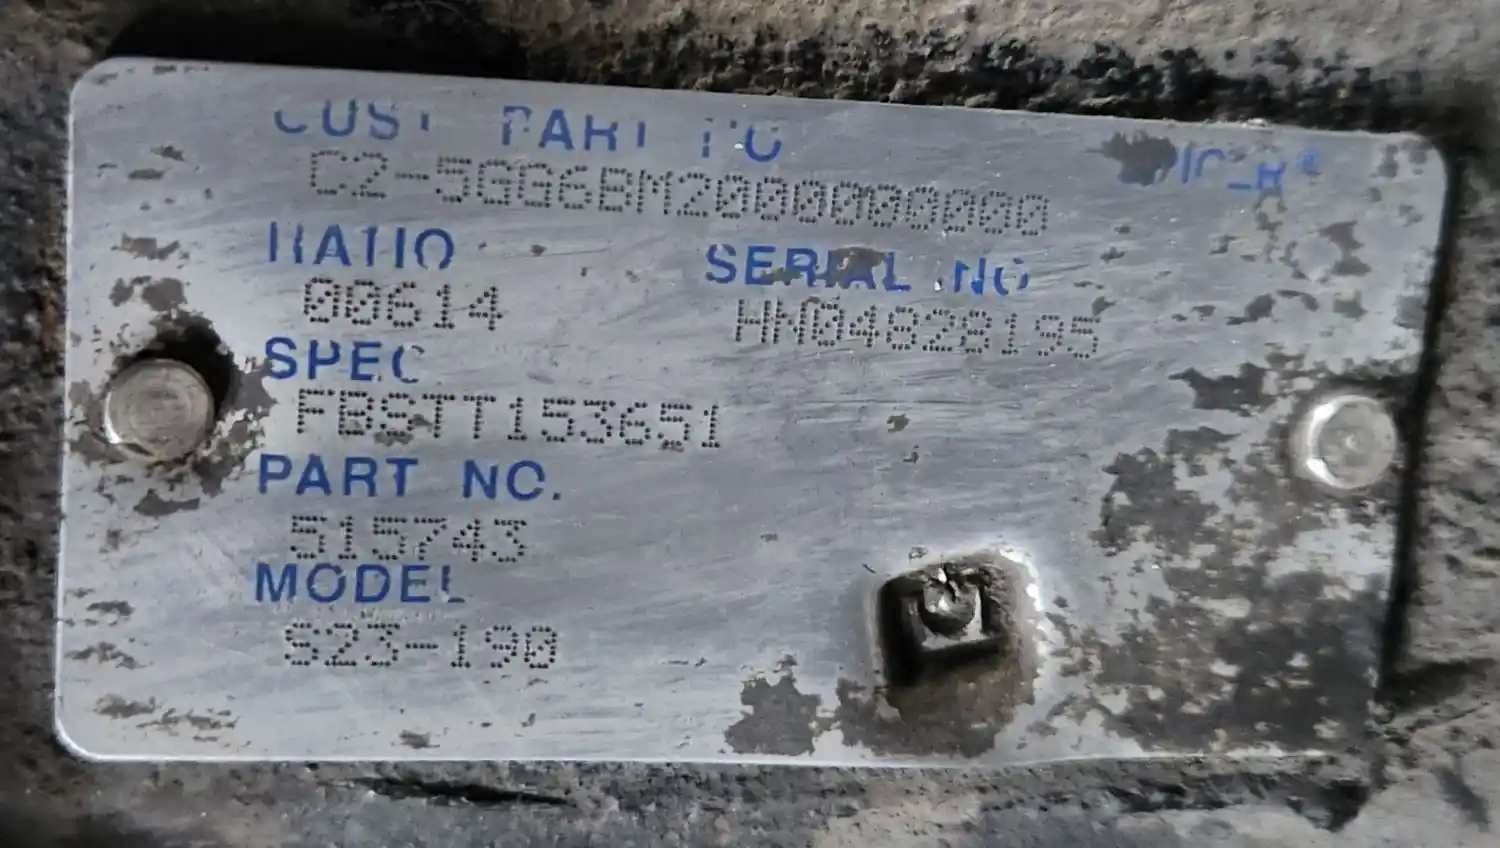 CUST PART NO
C2-5GG6BM2000000000
RATIO
00614
SERIAL NO
HN04828195
SPEC
FBSTT153651
PART NO.
515743
MODEL
S23-190